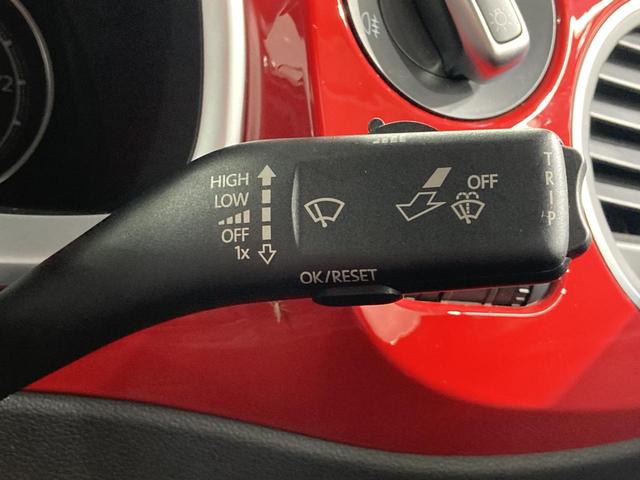 HIGH
LOW
OFF
1x
OFF
TRIP
OK/RESET